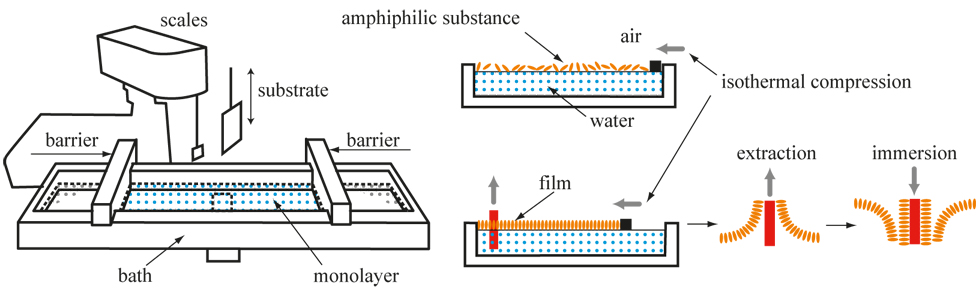 scales
substrate
barrier
barrier
bath
monolayer
amphiphilic substance
air
isothermal compression
water
film
extraction
immersion